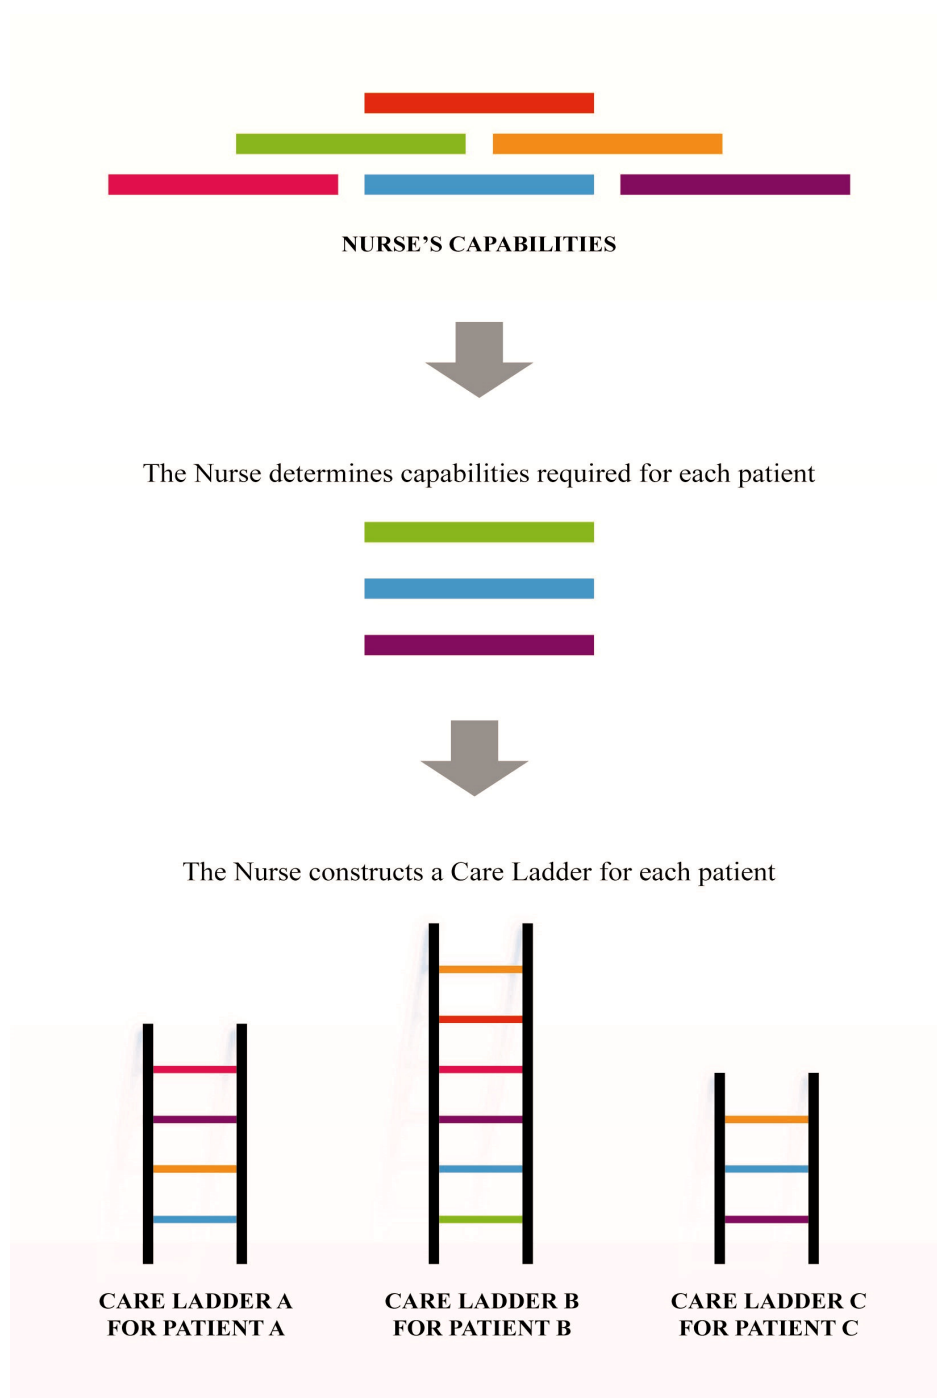 NURSE’S CAPABILITIES
The Nurse determines capabilities required for each patient
The Nurse constructs a Care Ladder for each patient
CARE LADDER A
FOR PATIENT A
CARE LADDER B
FOR PATIENT B
CARE LADDER C
FOR PATIENT C